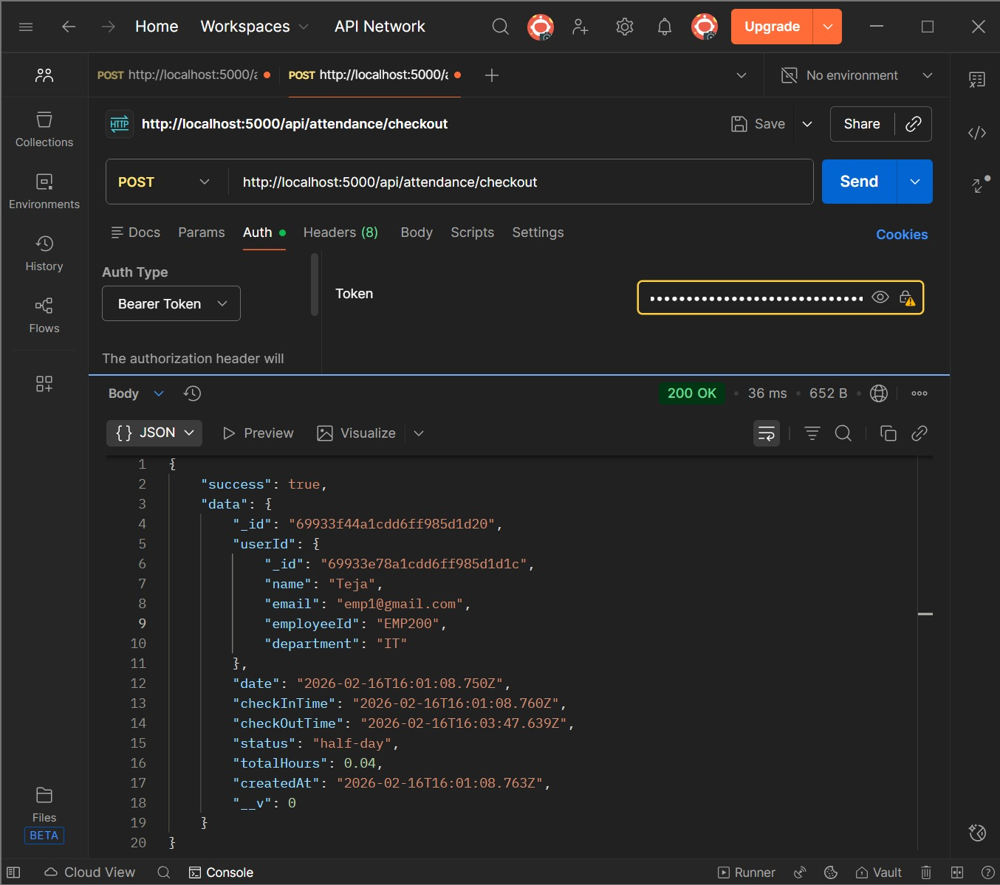 Home Workspaces API Network Upgrade
POST http://localhost:5000/a POST http://localhost:5000/a No environment
HTTP http://localhost:5000/api/attendance/checkout Save Share
POST http://localhost:5000/api/attendance/checkout Send
Docs Params Auth Headers (8) Body Scripts Settings Cookies
Collections
Environments
History
Flows
Files
BETA
Auth Type
Bearer Token
The authorization header will
Token
Body 200 OK 36 ms 652 B
{} JSON Preview Visualize
1 {
2 "success": true,
3 "data": {
4 "_id": "69933f44a1cdd6ff985d1d20",
5 "userId": {
6 "_id": "69933e78a1cdd6ff985d1d1c",
7 "name": "Teja",
8 "email": "emp1@gmail.com",
9 "employeeId": "EMP200",
10 "department": "IT"
11 },
12 "date": "2026-02-16T16:01:08.750Z",
13 "checkInTime": "2026-02-16T16:01:08.760Z",
14 "checkOutTime": "2026-02-16T16:03:47.639Z",
15 "status": "half-day",
16 "totalHours": 0.04,
17 "createdAt": "2026-02-16T16:01:08.763Z",
18 "__v": 0
19 }
20 }
Cloud View Console Runner Vault